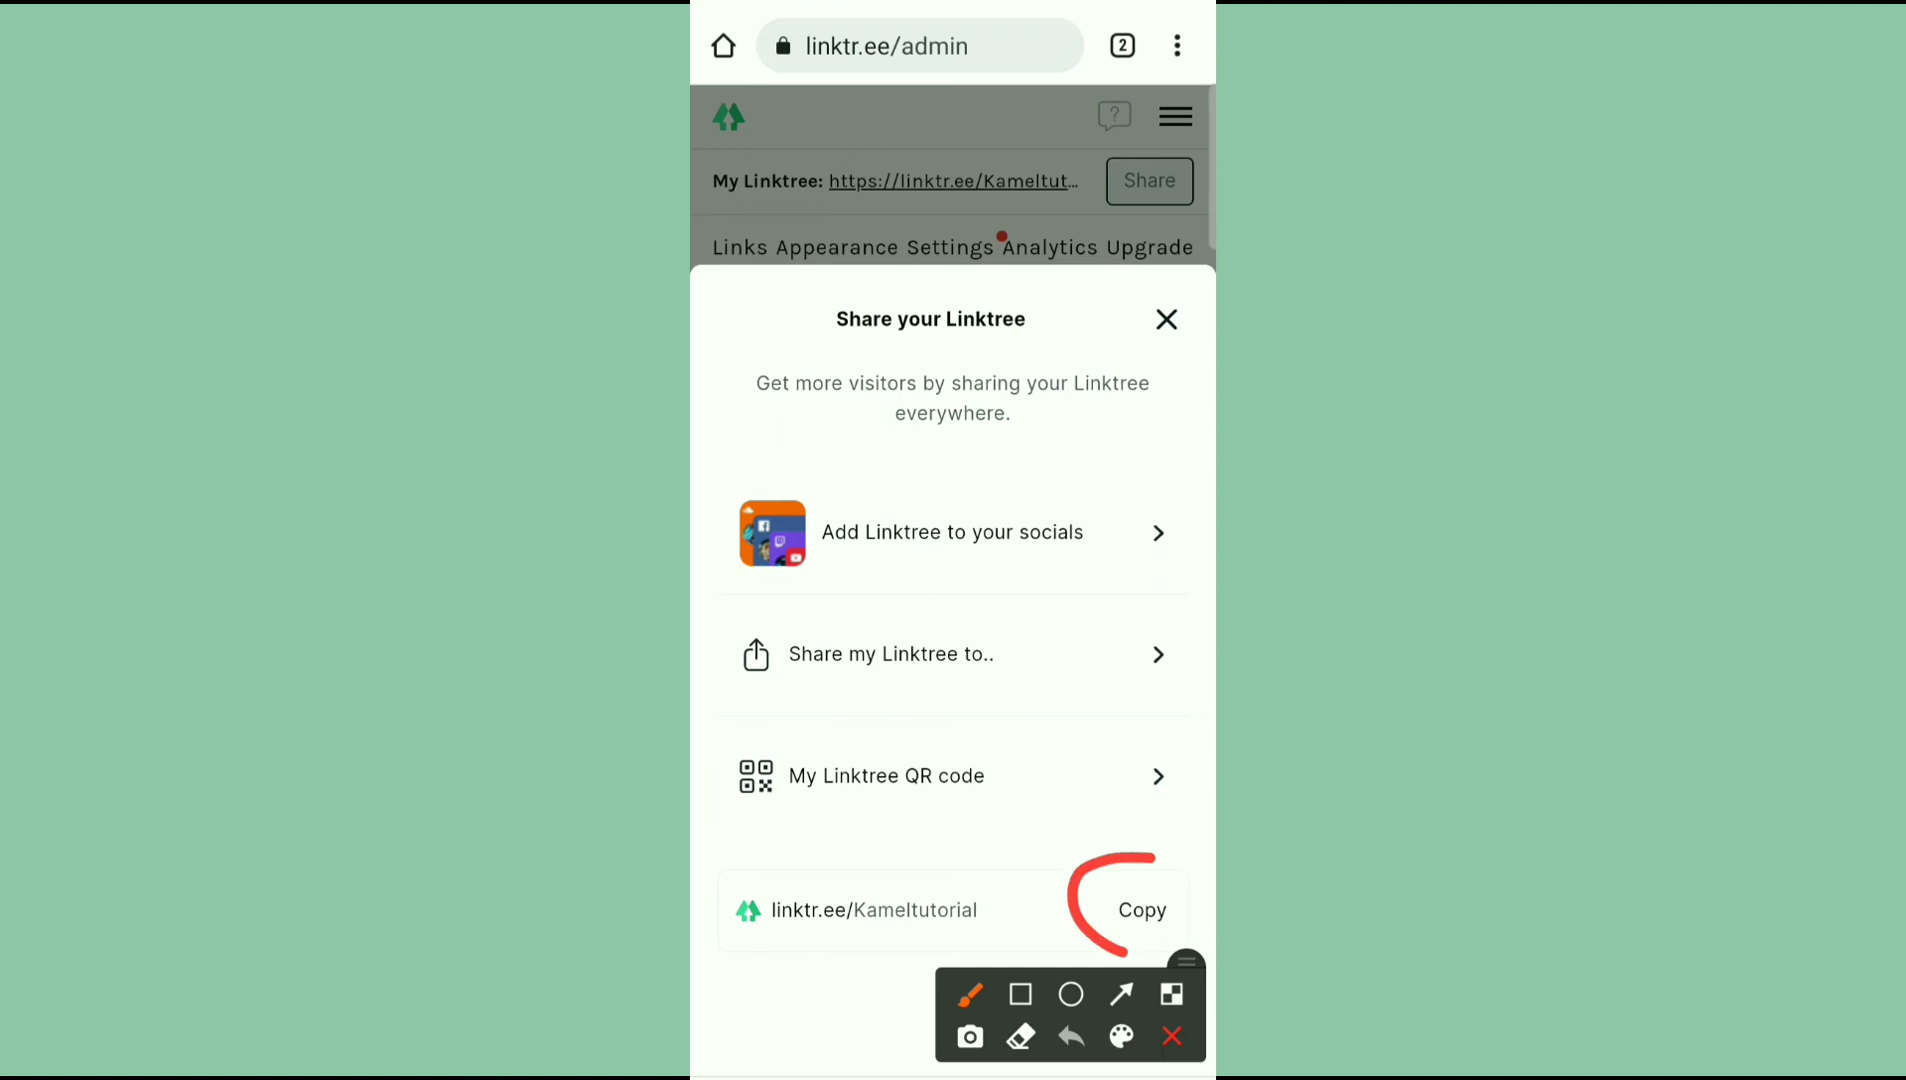 linktr.ee/admin
2
?
My Linktree: https://linktr.ee/Kameltut...
Share
Links Appearance Settings Analytics Upgrade
Share your Linktree
Get more visitors by sharing your Linktree
everywhere.
Add Linktree to your socials
Share my Linktree to..
My Linktree QR code
linktr.ee/Kameltutorial
Copy